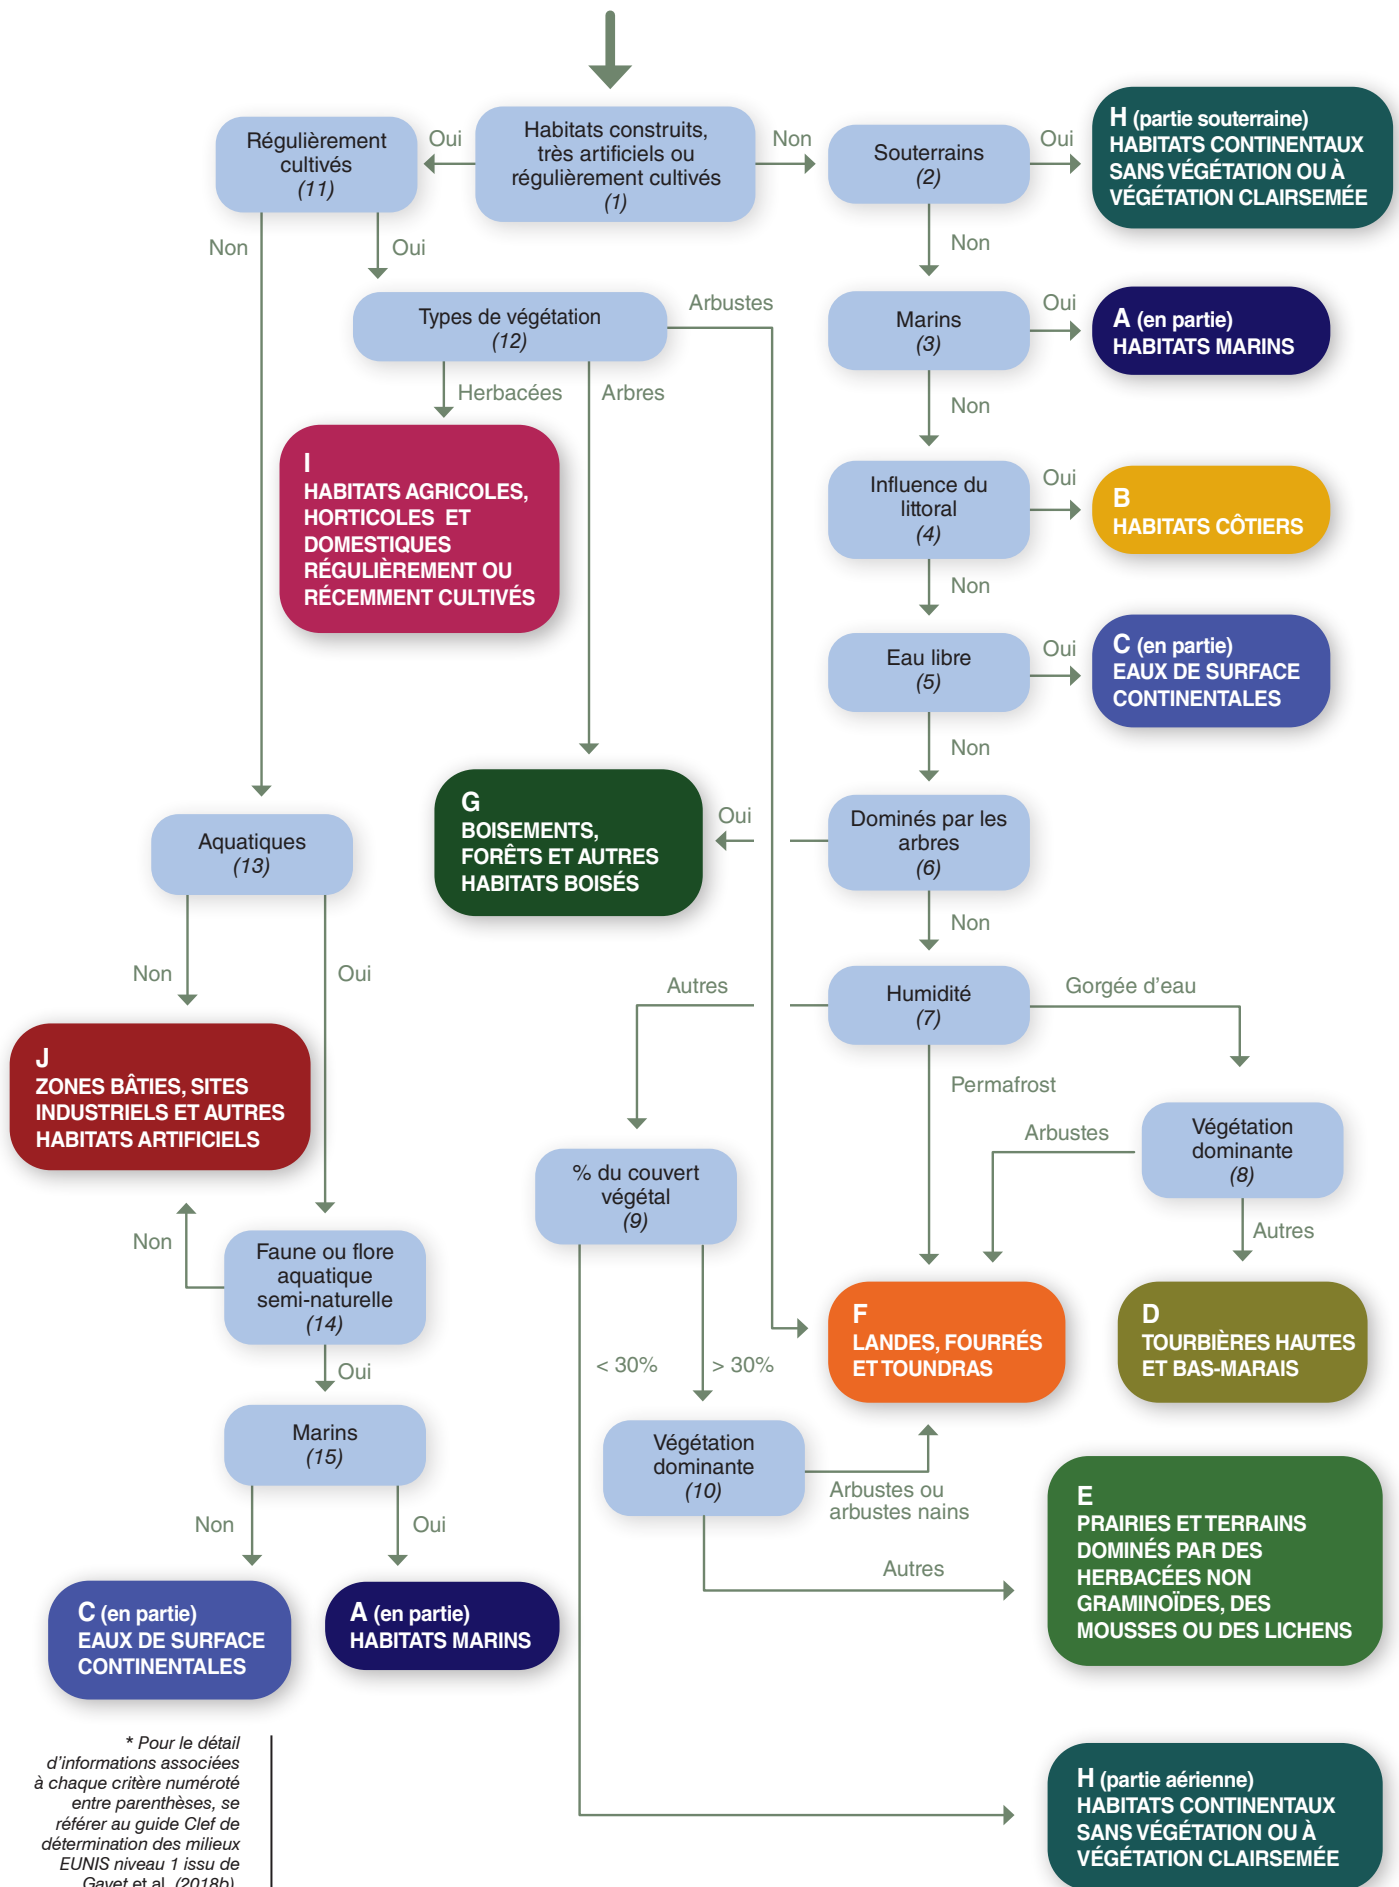 Habitats construits,
très artificiels ou
régulièrement cultivés
(1)
Oui
Non
Régulièrement
cultivés
(11)
Souterrains
(2)
Oui
H (partie souterraine)
HABITATS CONTINENTAUX
SANS VÉGÉTATION OU À
VÉGÉTATION CLAIRSEMÉE
Non
Oui
Non
Types de végétation
(12)
Arbustes
Herbacées
Arbres
Marins
(3)
Oui
A (en partie)
HABITATS MARINS
Non
I
HABITATS AGRICOLES,
HORTICOLES ET
DOMESTIQUES
RÉGULIÈREMENT OU
RÉCEMMENT CULTIVÉS
Influence du
littoral
(4)
Oui
B
HABITATS CÔTIERS
Non
Eau libre
(5)
Oui
C (en partie)
EAUX DE SURFACE
CONTINENTALES
Non
G
BOISEMENTS,
FORÊTS ET AUTRES
HABITATS BOISÉS
Oui
Dominés par les
arbres
(6)
Non
Aquatiques
(13)
Non
Oui
Autres
Humidité
(7)
Gorgée d'eau
Permafrost
J
ZONES BÂTIES, SITES
INDUSTRIELS ET AUTRES
HABITATS ARTIFICIELS
Arbustes
Végétation
dominante
(8)
Autres
% du couvert
végétal
(9)
Non
Faune ou flore
aquatique
semi-naturelle
(14)
Oui
< 30%
> 30%
F
LANDES, FOURRÉS
ET TOUNDRAS
D
TOURBIÈRES HAUTES
ET BAS-MARAIS
Marins
(15)
Végétation
dominante
(10)
Arbustes ou
arbustes nains
Autres
E
PRAIRIES ET TERRAINS
DOMINÉS PAR DES
HERBACÉES NON
GRAMINOÏDES, DES
MOUSSES OU DES LICHENS
Non
Oui
C (en partie)
EAUX DE SURFACE
CONTINENTALES
A (en partie)
HABITATS MARINS
* Pour le détail
d'informations associées
à chaque critère numéroté
entre parenthèses, se
référer au guide Clef de
détermination des milieux
EUNIS niveau 1 issu de
Gayet et al. (2018b).
H (partie aérienne)
HABITATS CONTINENTAUX
SANS VÉGÉTATION OU À
VÉGÉTATION CLAIRSEMÉE